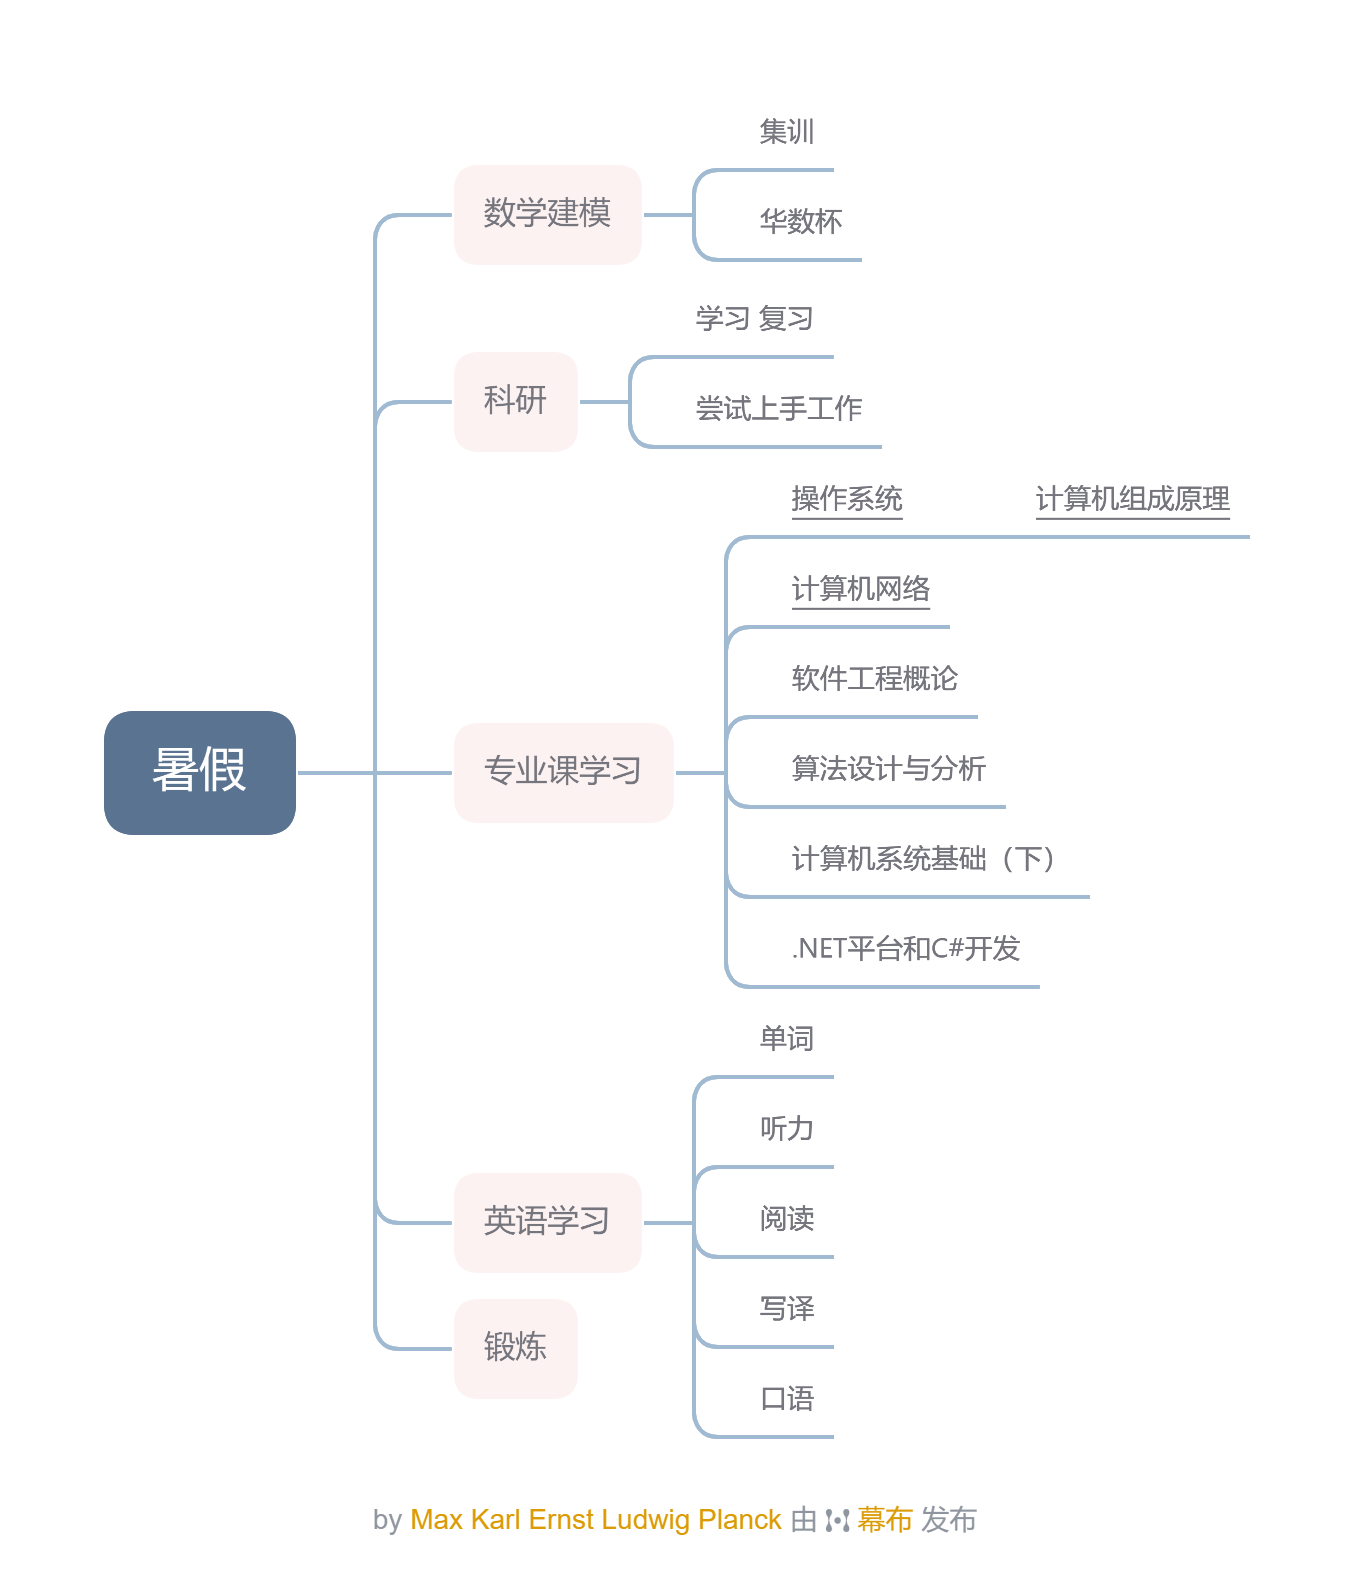 暑假
数学建模
集训
华数杯
科研
学习 复习
尝试上手工作
专业课学习
操作系统
计算机组成原理
计算机网络
软件工程概论
算法设计与分析
计算机系统基础（下）
.NET平台和C#开发
英语学习
单词
听力
阅读
写译
口语
锻炼
by Max Karl Ernst Ludwig Planck 由 幕布 发布